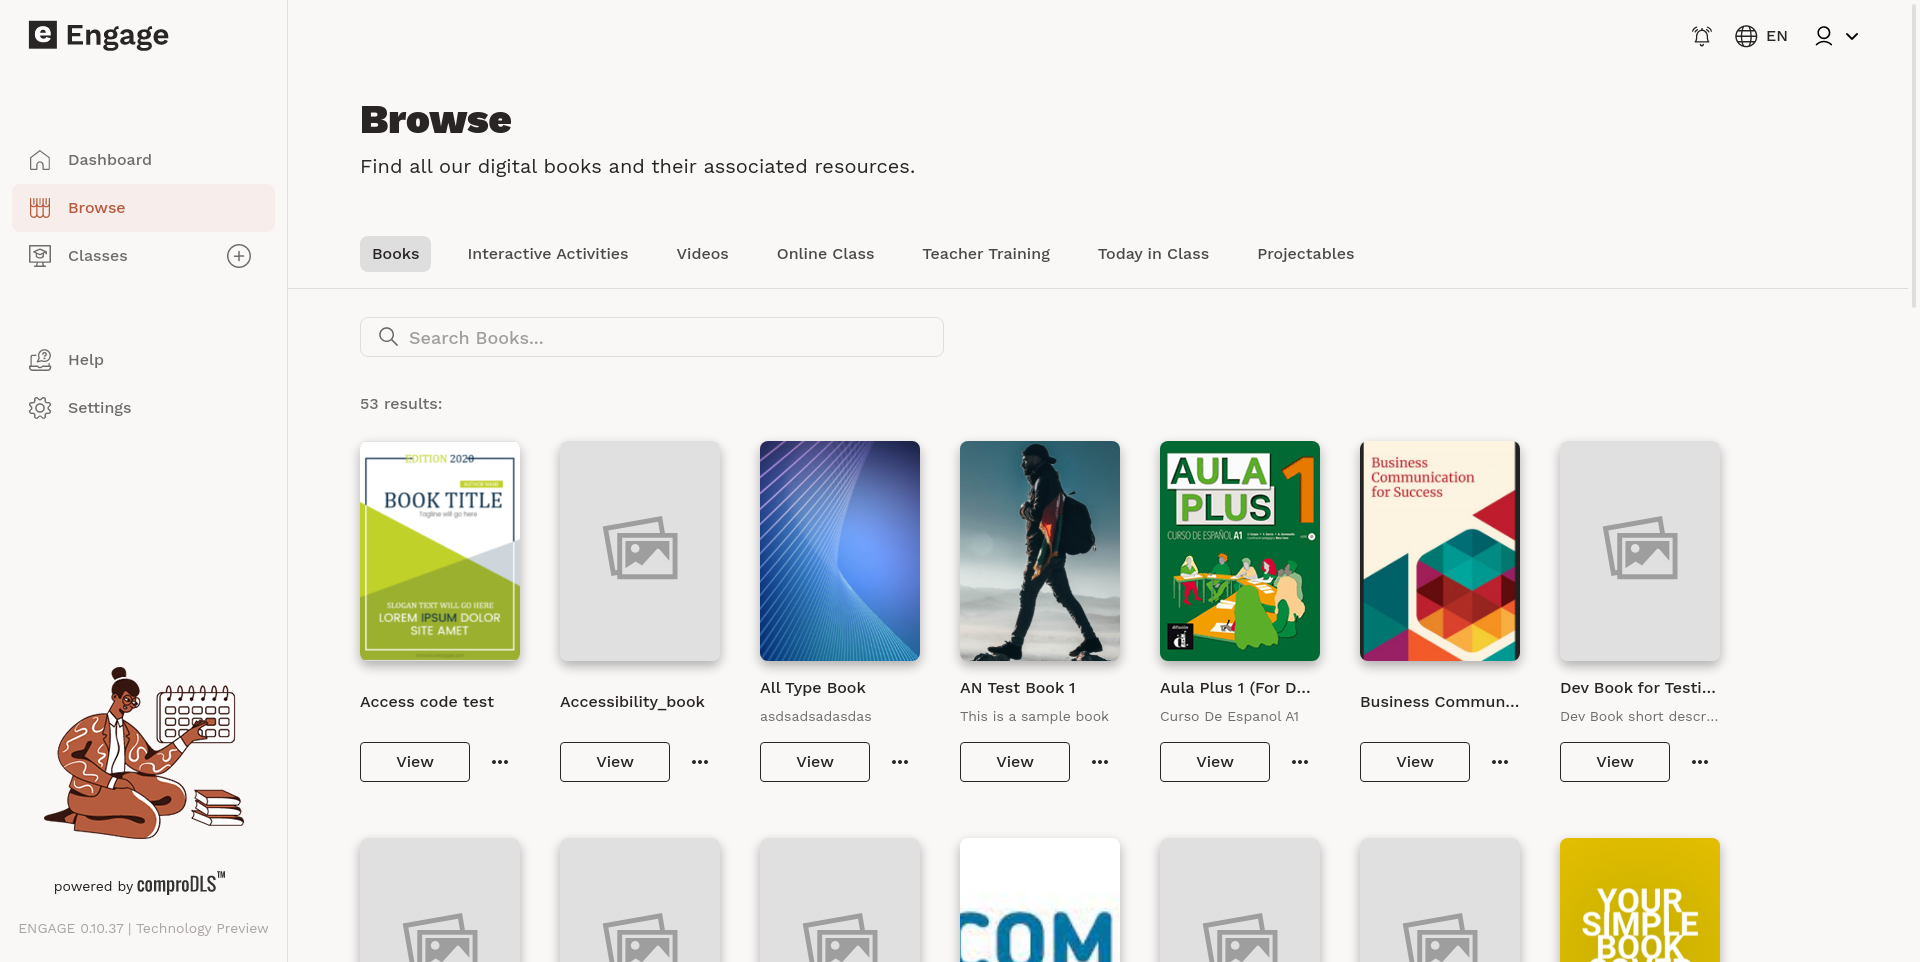 e Engage
EN
Dashboard
Browse
Classes
Help
Settings
powered by comproDLS™
ENGAGE 0.10.37 | Technology Preview
Browse
Find all our digital books and their associated resources.
Books
Interactive Activities
Videos
Online Class
Teacher Training
Today in Class
Projectables
Search Books...
53 results:
EDITION 2020
AUTHOR NAME
BOOK TITLE
Tagline will go here
SLOGAN TEXT WILL GO HERE
LOREM IPSUM DOLOR
SITE AMET
Access code test
View
Accessibility_book
View
All Type Book
asdsadsadasdas
View
AN Test Book 1
This is a sample book
View
AULA
PLUS 1
CURSO DE ESPAÑOL A1
difusión
Aula Plus 1 (For D...
Curso De Espanol A1
View
Business
Communication
for Success
Business Commun...
View
Dev Book for Testi...
Dev Book short descr...
View
COM
YOUR
SIMPLE
BOOK